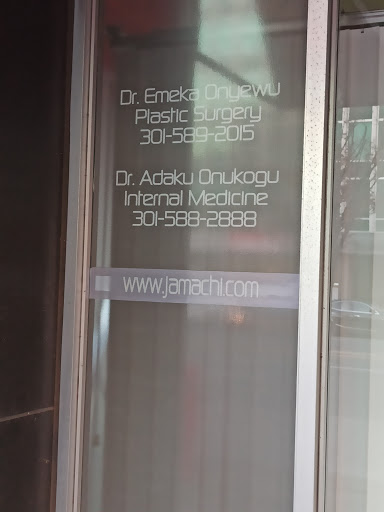 Dr. Emeka Onyewu
Plastic Surgery
301-589-2015
Dr. Adaku Onukogu
Internal Medicine
301-588-2888
www.jamachi.com